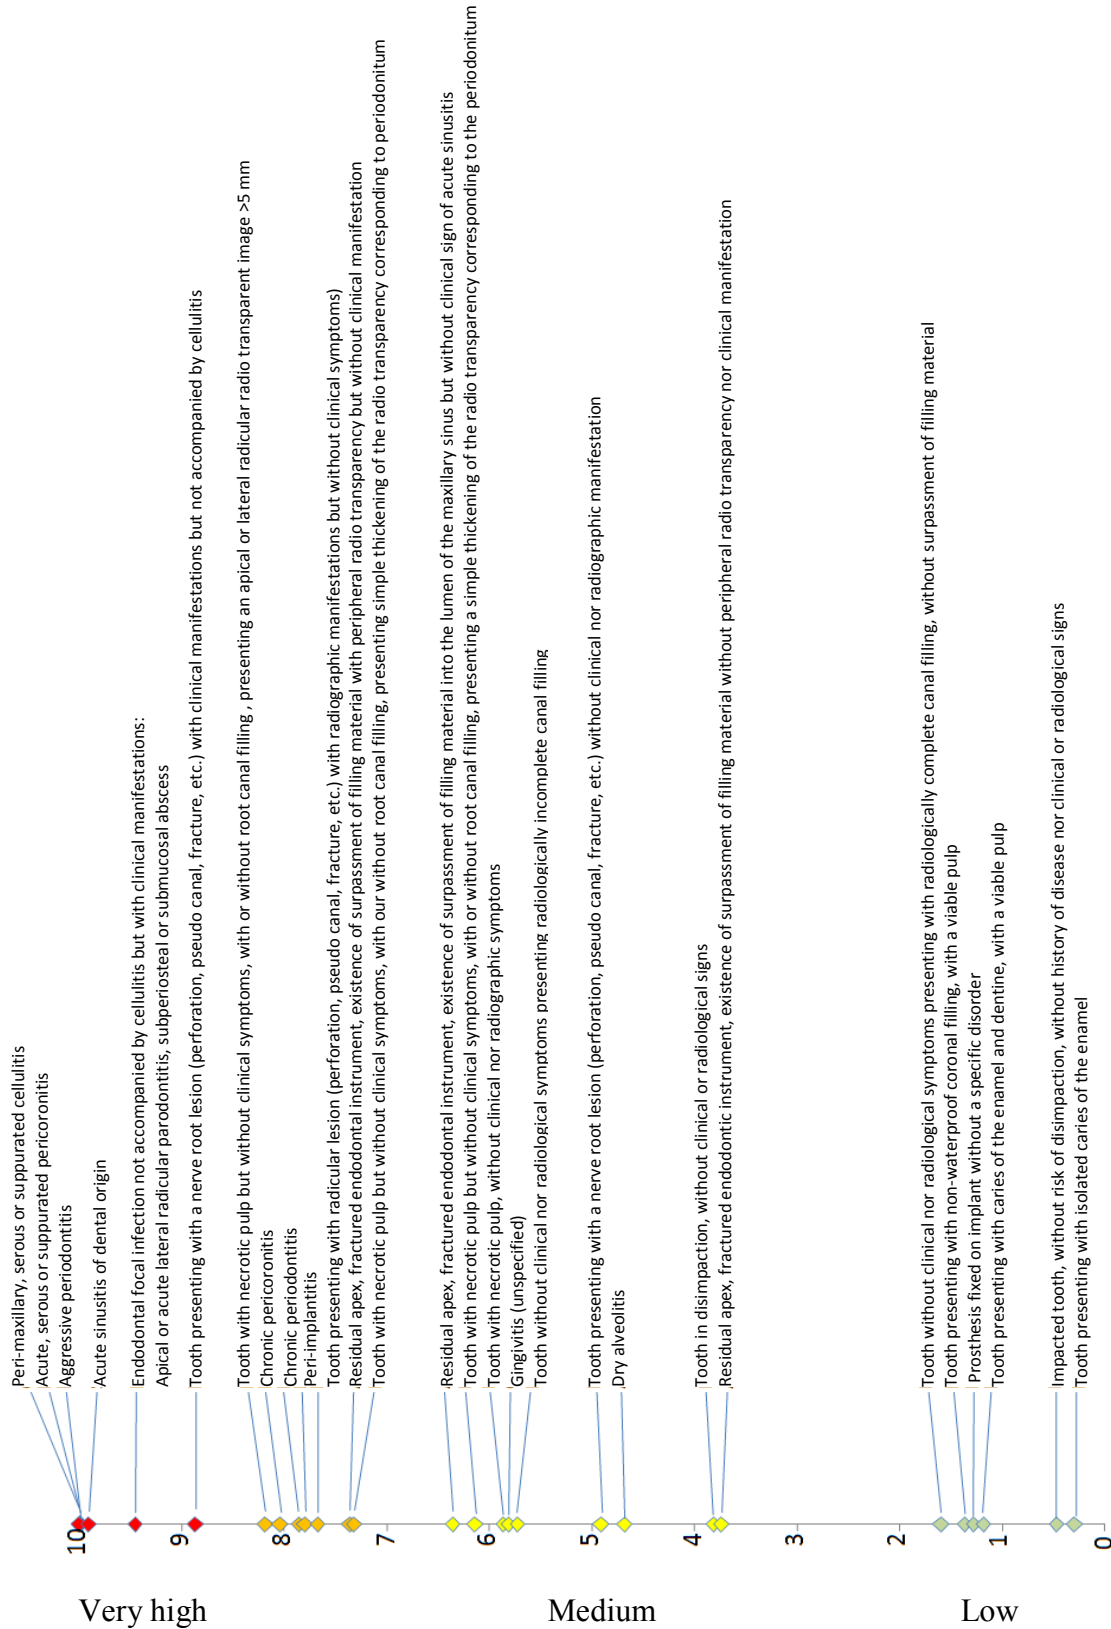 Peri-maxillary, serous or suppurated cellulitis
Acute, serous or suppurated pericoronitis
Aggressive periodontitis
Acute sinusitis of dental origin
Endodontal focal infection not accompanied by cellulitis but with clinical manifestations:
Apical or acute lateral radicular parodontitis, subperiosteal or submucosal abscess
Tooth presenting with a nerve root lesion (perforation, pseudo canal, fracture, etc.) with clinical manifestations but not accompanied by cellulitis
Tooth with necrotic pulp but without clinical symptoms, with or without root canal filling , presenting an apical or lateral radicular radio transparent image >5 mm
Chronic pericoronitis
Chronic periodontitis
Peri-implantitis
Tooth presenting with radicular lesion (perforation, pseudo canal, fracture, etc.) with radiographic manifestations but without clinical symptoms)
Residual apex, fractured endodontal instrument, existence of surpassment of filling material with peripheral radio transparency but without clinical manifestation
Tooth with necrotic pulp but without clinical symptoms, with our without root canal filling, presenting simple thickening of the radio transparency corresponding to periodonitum
Residual apex, fractured endodontal instrument, existence of surpassment of filling material into the lumen of the maxillary sinus but without clinical sign of acute sinusitis
Tooth with necrotic pulp but without clinical symptoms, with or without root canal filling, presenting a simple thickening of the radio transparency corresponding to the periodonitum
Tooth with necrotic pulp, without clinical nor radiographic symptoms
Gingivitis (unspecified)
Tooth without clinical nor radiological symptoms presenting radiologically incomplete canal filling
Tooth presenting with a nerve root lesion (perforation, pseudo canal, fracture, etc.) without clinical nor radiographic manifestation
Dry alveolitis
Tooth in disimpaction, without clinical or radiological signs
Residual apex, fractured endodontic instrument, existence of surpassment of filling material without peripheral radio transparency nor clinical manifestation
Tooth without clinical nor radiological symptoms presenting with radiologically complete canal filling, without surpassment of filling material
Tooth presenting with non-waterproof coronal filling, with a viable pulp
Prosthesis fixed on implant without a specific disorder
Tooth presenting with caries of the enamel and dentine, with a viable pulp
Impacted tooth, without risk of disimpaction, without history of disease nor clinical or radiological signs
Tooth presenting with isolated caries of the enamel
10
9
8
7
6
5
4
3
2
1
0
Very high
Medium
Low